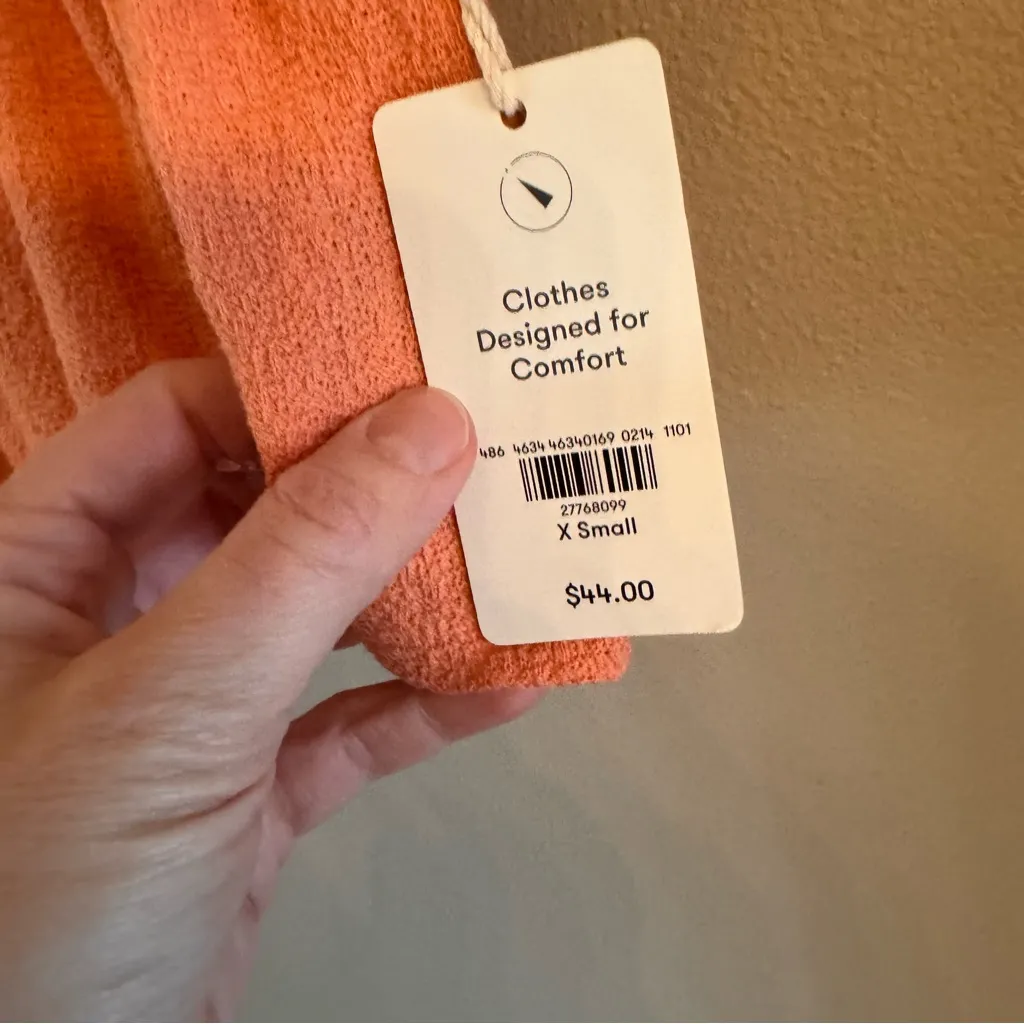 Clothes
Designed for
Comfort
486 4634 46340169 0214 1101
27768099
X Small
$44.00